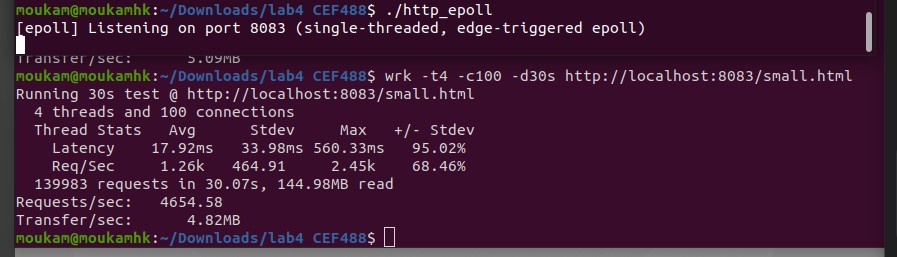 moukam@moukamhk:~/Downloads/lab4 CEF488$ ./http_epoll
[epoll] Listening on port 8083 (single-threaded, edge-triggered epoll)
Transfer/sec:      5.09MB
moukam@moukamhk:~/Downloads/lab4 CEF488$ wrk -t4 -c100 -d30s http://localhost:8083/small.html
Running 30s test @ http://localhost:8083/small.html
  4 threads and 100 connections
  Thread Stats   Avg      Stdev     Max   +/- Stdev
    Latency    17.92ms   33.98ms 560.33ms   95.02%
    Req/Sec     1.26k   464.91     2.45k    68.46%
  139983 requests in 30.07s, 144.98MB read
Requests/sec:   4654.58
Transfer/sec:      4.82MB
moukam@moukamhk:~/Downloads/lab4 CEF488$